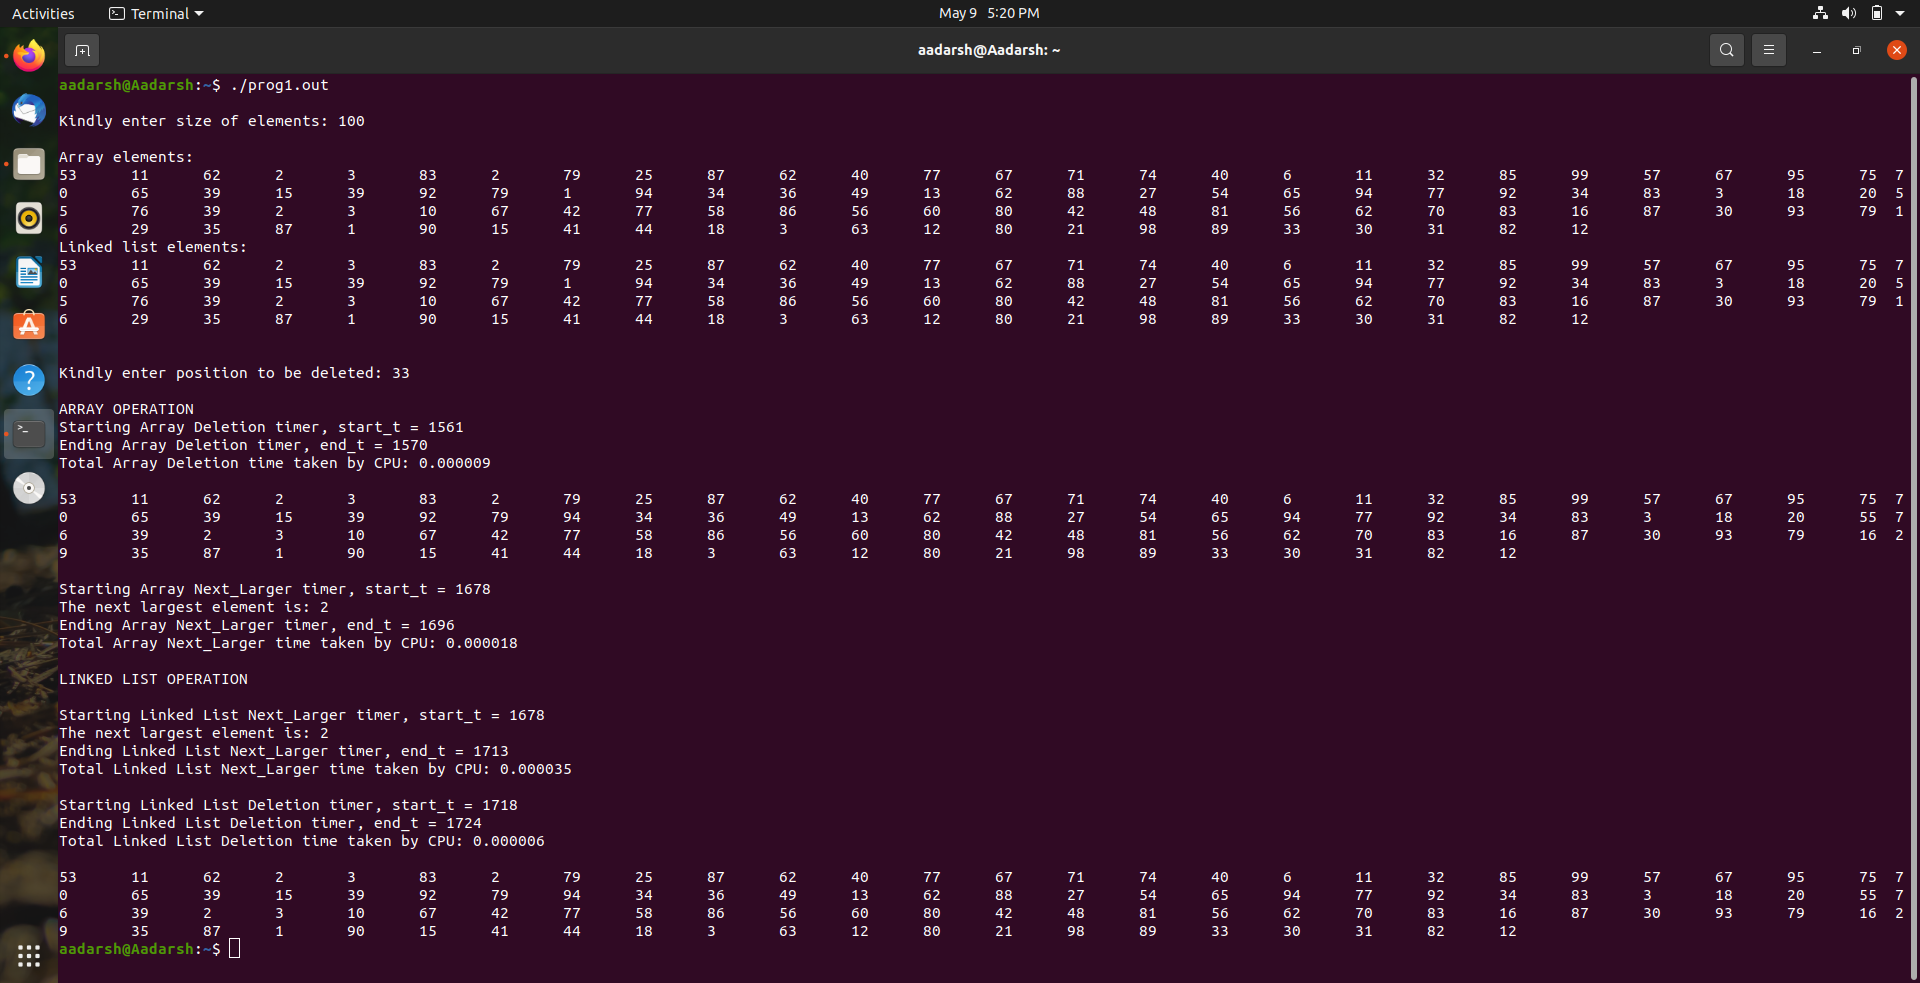 Activities Terminal May 9 5:20 PM
aadarsh@Aadarsh: ~
aadarsh@Aadarsh:~$ ./prog1.out
Kindly enter size of elements: 100
Array elements:
53 11 62 2 3 83 2 79 25 87 62 40 77 67 71 74 40 6 11 32 85 99 57 67 95 75 7
0 65 39 15 39 92 79 1 94 34 36 49 13 62 88 27 54 65 94 77 92 34 83 3 18 20 5
5 76 39 2 3 10 67 42 77 58 86 56 60 80 42 48 81 56 62 70 83 16 87 30 93 79 1
6 29 35 87 1 90 15 41 44 18 3 63 12 80 21 98 89 33 30 31 82 12
Linked list elements:
53 11 62 2 3 83 2 79 25 87 62 40 77 67 71 74 40 6 11 32 85 99 57 67 95 75 7
0 65 39 15 39 92 79 1 94 34 36 49 13 62 88 27 54 65 94 77 92 34 83 3 18 20 5
5 76 39 2 3 10 67 42 77 58 86 56 60 80 42 48 81 56 62 70 83 16 87 30 93 79 1
6 29 35 87 1 90 15 41 44 18 3 63 12 80 21 98 89 33 30 31 82 12
Kindly enter position to be deleted: 33
ARRAY OPERATION
Starting Array Deletion timer, start_t = 1561
Ending Array Deletion timer, end_t = 1570
Total Array Deletion time taken by CPU: 0.000009
53 11 62 2 3 83 2 79 25 87 62 40 77 67 71 74 40 6 11 32 85 99 57 67 95 75 7
0 65 39 15 39 92 79 94 34 36 49 13 62 88 27 54 65 94 77 92 34 83 3 18 20 55 7
6 39 2 3 10 67 42 77 58 86 56 60 80 42 48 81 56 62 70 83 16 87 30 93 79 16 2
9 35 87 1 90 15 41 44 18 3 63 12 80 21 98 89 33 30 31 82 12
Starting Array Next_Larger timer, start_t = 1678
The next largest element is: 2
Ending Array Next_Larger timer, end_t = 1696
Total Array Next_Larger time taken by CPU: 0.000018
LINKED LIST OPERATION
Starting Linked List Next_Larger timer, start_t = 1678
The next largest element is: 2
Ending Linked List Next_Larger timer, end_t = 1713
Total Linked List Next_Larger time taken by CPU: 0.000035
Starting Linked List Deletion timer, start_t = 1718
Ending Linked List Deletion timer, end_t = 1724
Total Linked List Deletion time taken by CPU: 0.000006
53 11 62 2 3 83 2 79 25 87 62 40 77 67 71 74 40 6 11 32 85 99 57 67 95 75 7
0 65 39 15 39 92 79 94 34 36 49 13 62 88 27 54 65 94 77 92 34 83 3 18 20 55 7
6 39 2 3 10 67 42 77 58 86 56 60 80 42 48 81 56 62 70 83 16 87 30 93 79 16 2
9 35 87 1 90 15 41 44 18 3 63 12 80 21 98 89 33 30 31 82 12
aadarsh@Aadarsh:~$